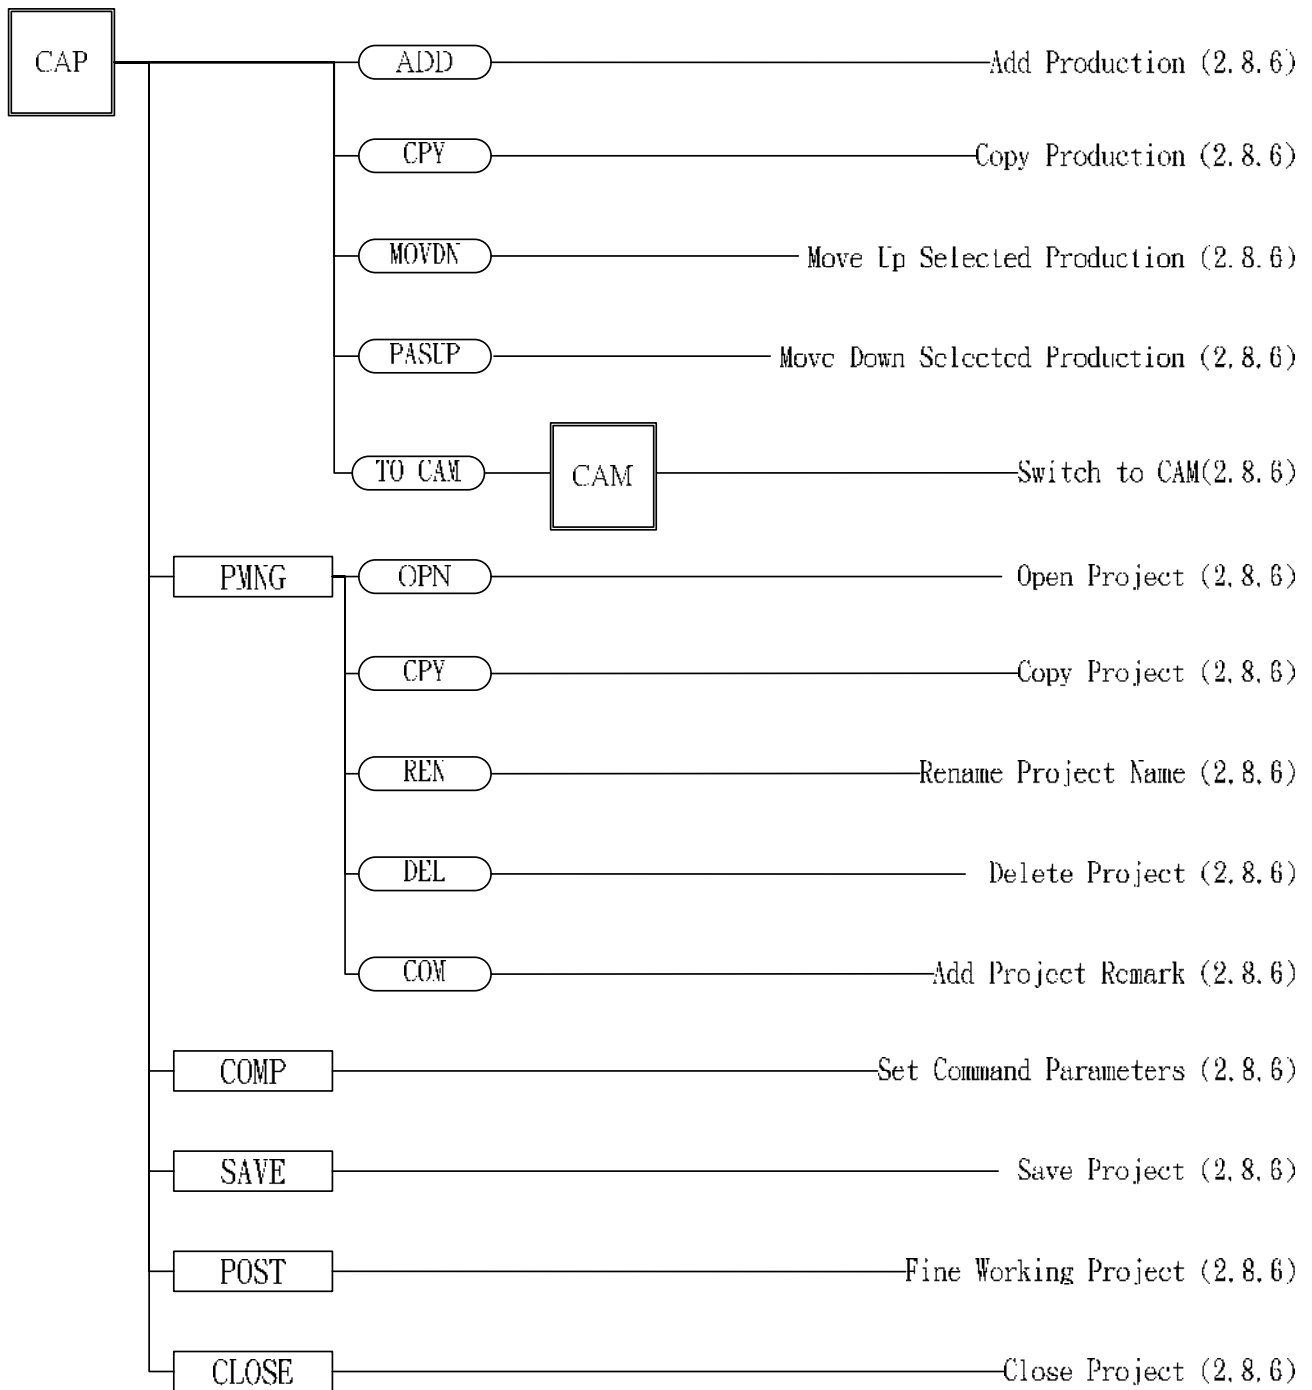 CAP
ADD Add Production (2.8.6)
CPY Copy Production (2.8.6)
MOVDN Move Up Selected Production (2.8.6)
PASUP Move Down Selected Production (2.8.6)
TO CAM CAM Switch to CAM(2.8.6)
PMNG OPN Open Project (2.8.6)
CPY Copy Project (2.8.6)
REN Rename Project Name (2.8.6)
DEL Delete Project (2.8.6)
COM Add Project Remark (2.8.6)
COMP Set Command Parameters (2.8.6)
SAVE Save Project (2.8.6)
POST Fine Working Project (2.8.6)
CLOSE Close Project (2.8.6)